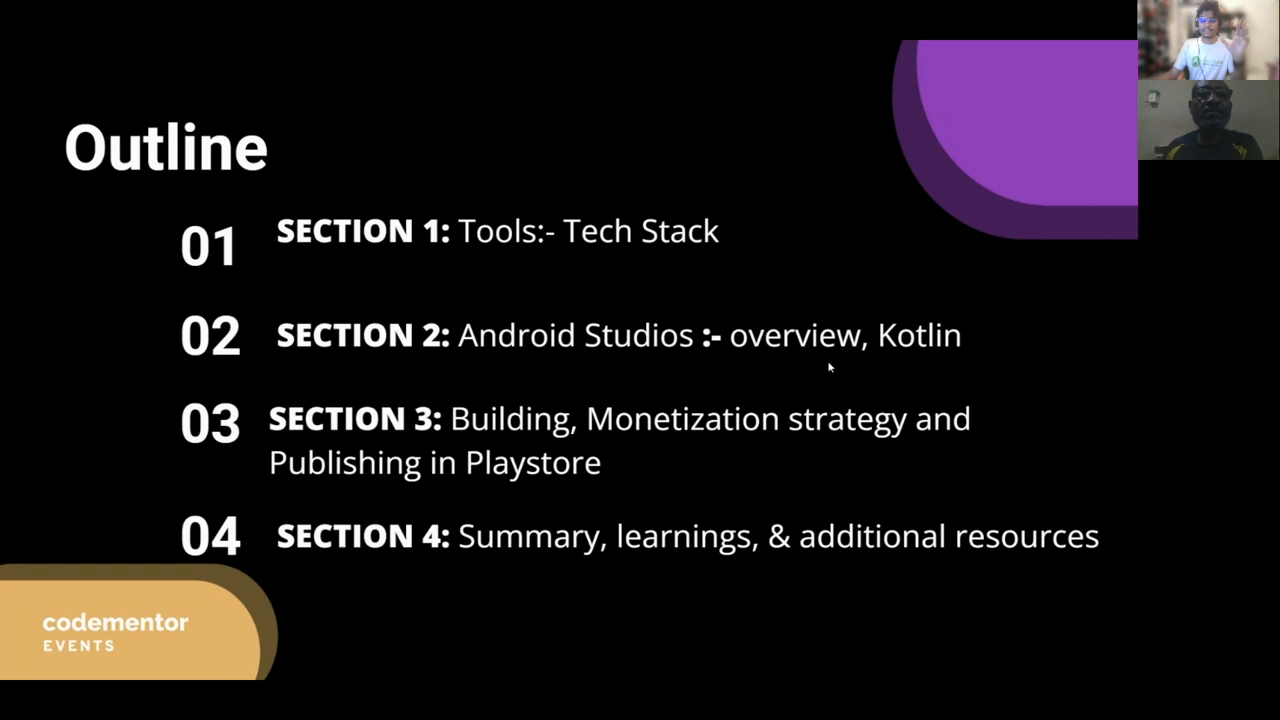 Outline
01 SECTION 1: Tools:- Tech Stack
02 SECTION 2: Android Studios :- overview, Kotlin
03 SECTION 3: Building, Monetization strategy and
Publishing in Playstore
04 SECTION 4: Summary, learnings, & additional resources
codementor
EVENTS